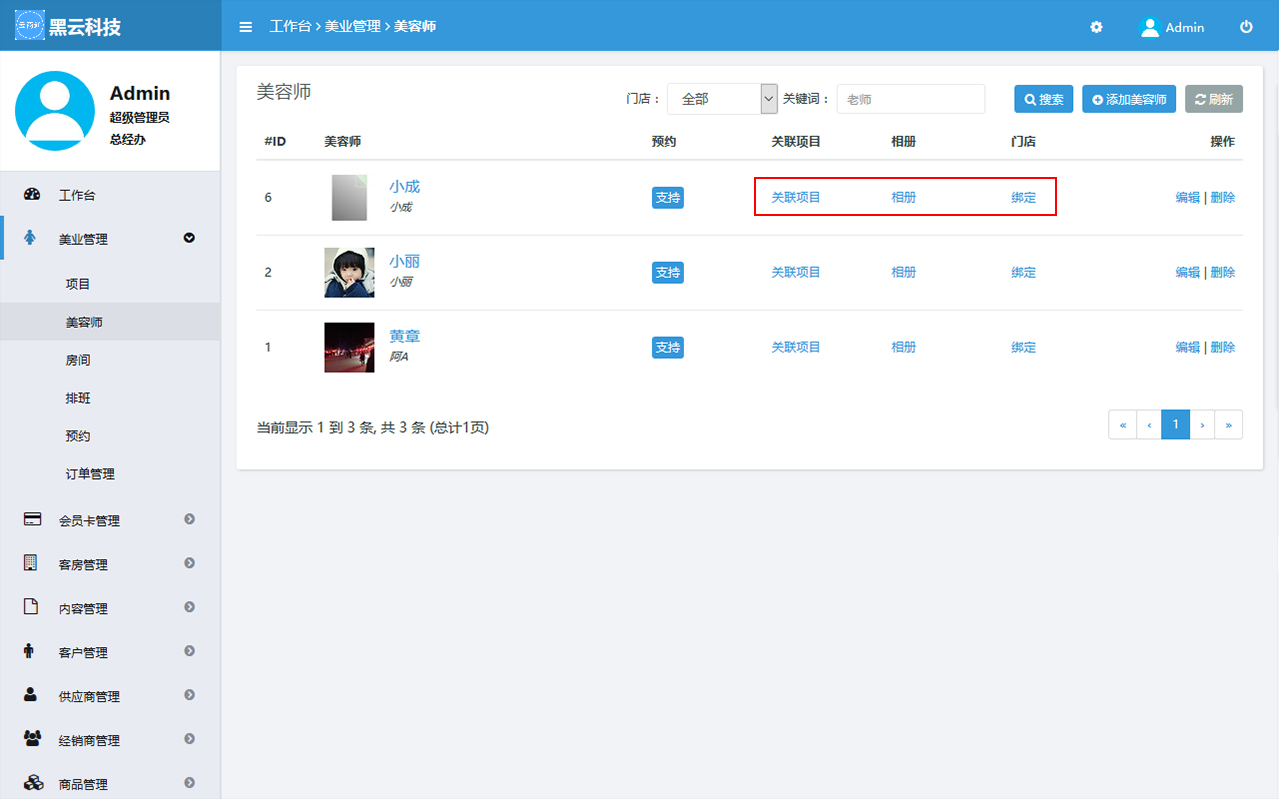 黑云科技
工作台 › 美业管理 › 美容师
Admin
Admin
超级管理员
总经办
工作台
美业管理
项目
美容师
房间
排班
预约
订单管理
会员卡管理
客房管理
内容管理
客户管理
供应商管理
经销商管理
商品管理
美容师
门店： 全部 关键词： 老师 搜索 添加美容师 刷新
#ID 美容师 预约 关联项目 相册 门店 操作
6 小成 支持 关联项目 相册 绑定 编辑 | 删除
小成
2 小丽 支持 关联项目 相册 绑定 编辑 | 删除
小丽
1 黄章 支持 关联项目 相册 绑定 编辑 | 删除
阿A
当前显示 1 到 3 条, 共 3 条 (总计1页)
« ‹ 1 › »